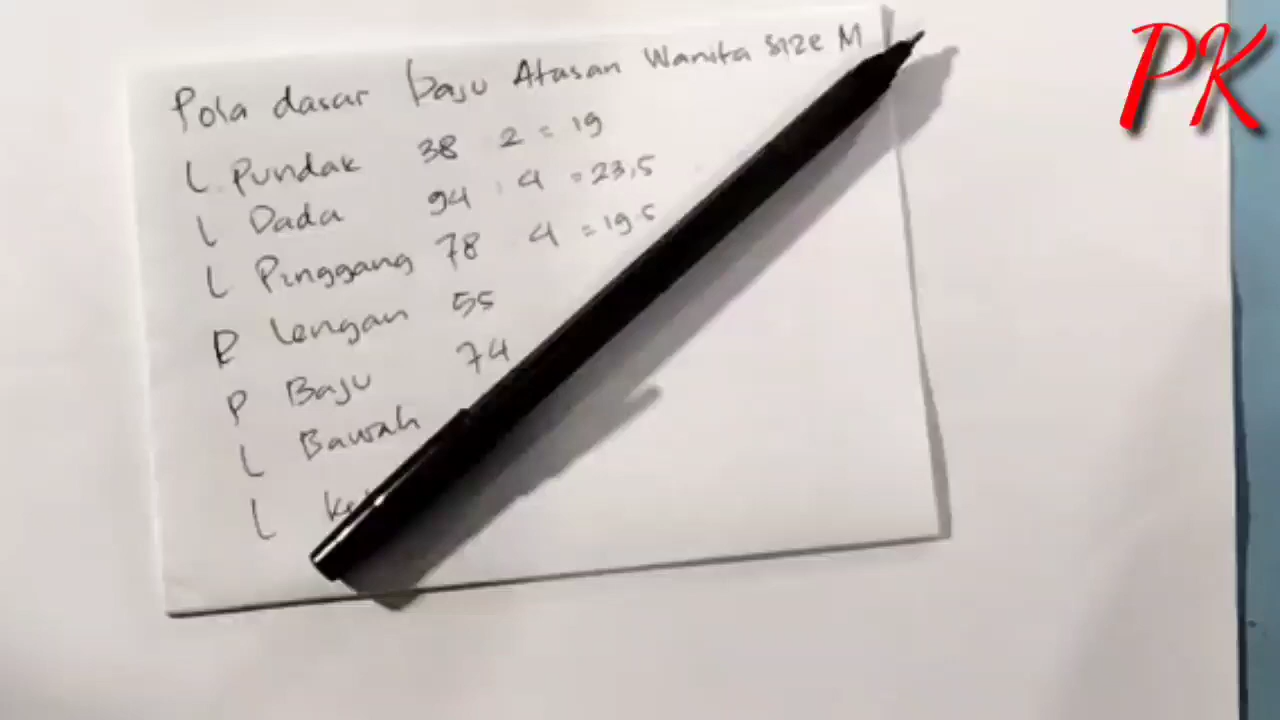 Pola dasar baju Atasan Wanita Size M
L Pundak 38 2 = 19
L Dada 94 : 4 = 23,5
L Pinggang 78 4 = 19.5
P lengan 55
P Baju 74
L Bawah
L
PK